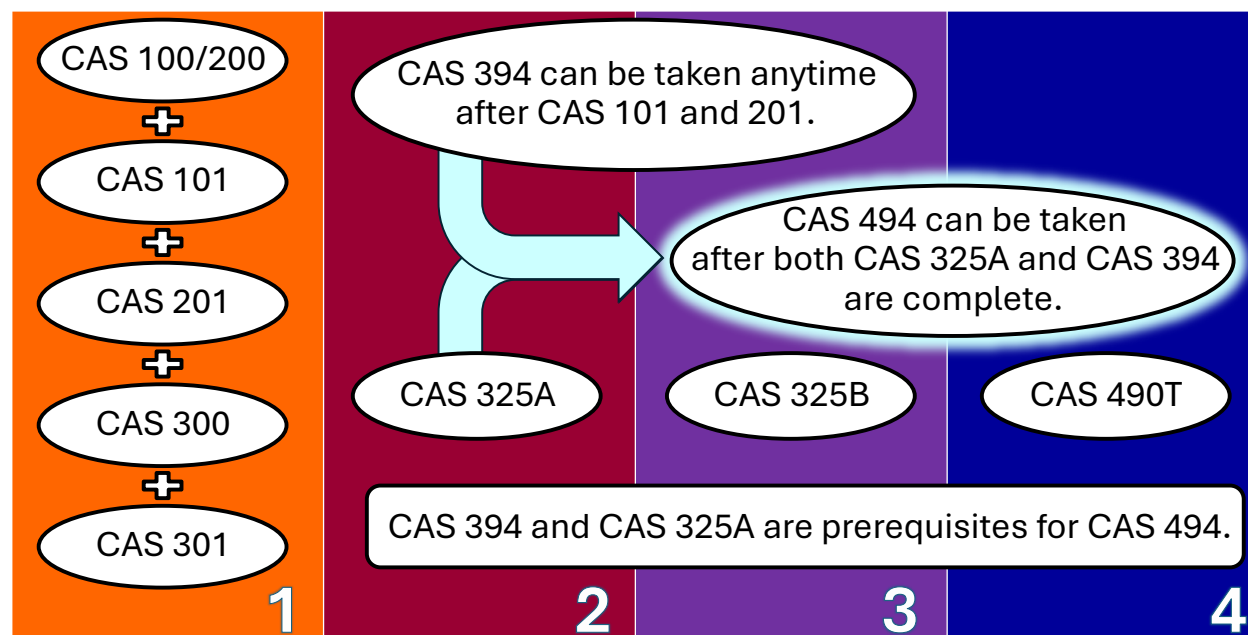 CAS 100/200
+
CAS 101
+
CAS 201
+
CAS 300
+
CAS 301
1
CAS 394 can be taken anytime
after CAS 101 and 201.
CAS 494 can be taken
after both CAS 325A and CAS 394
are complete.
CAS 325A
CAS 325B
CAS 490T
CAS 394 and CAS 325A are prerequisites for CAS 494.
2
3
4